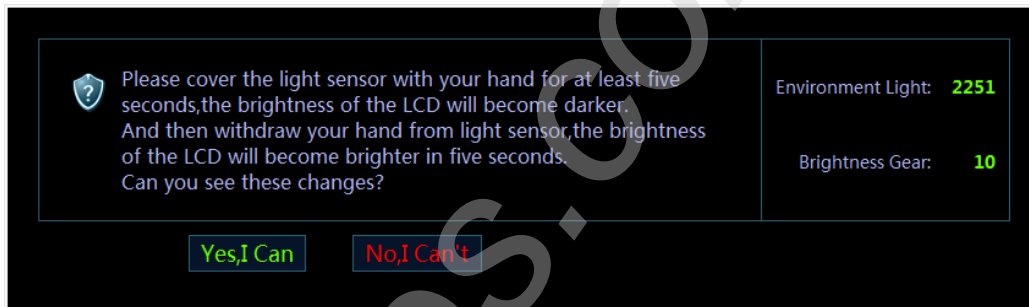 Please cover the light sensor with your hand for at least five
seconds,the brightness of the LCD will become darker.
And then withdraw your hand from light sensor,the brightness
of the LCD will become brighter in five seconds.
Can you see these changes?
Environment Light: 2251
Brightness Gear: 10
Yes,I Can
No,I Can't